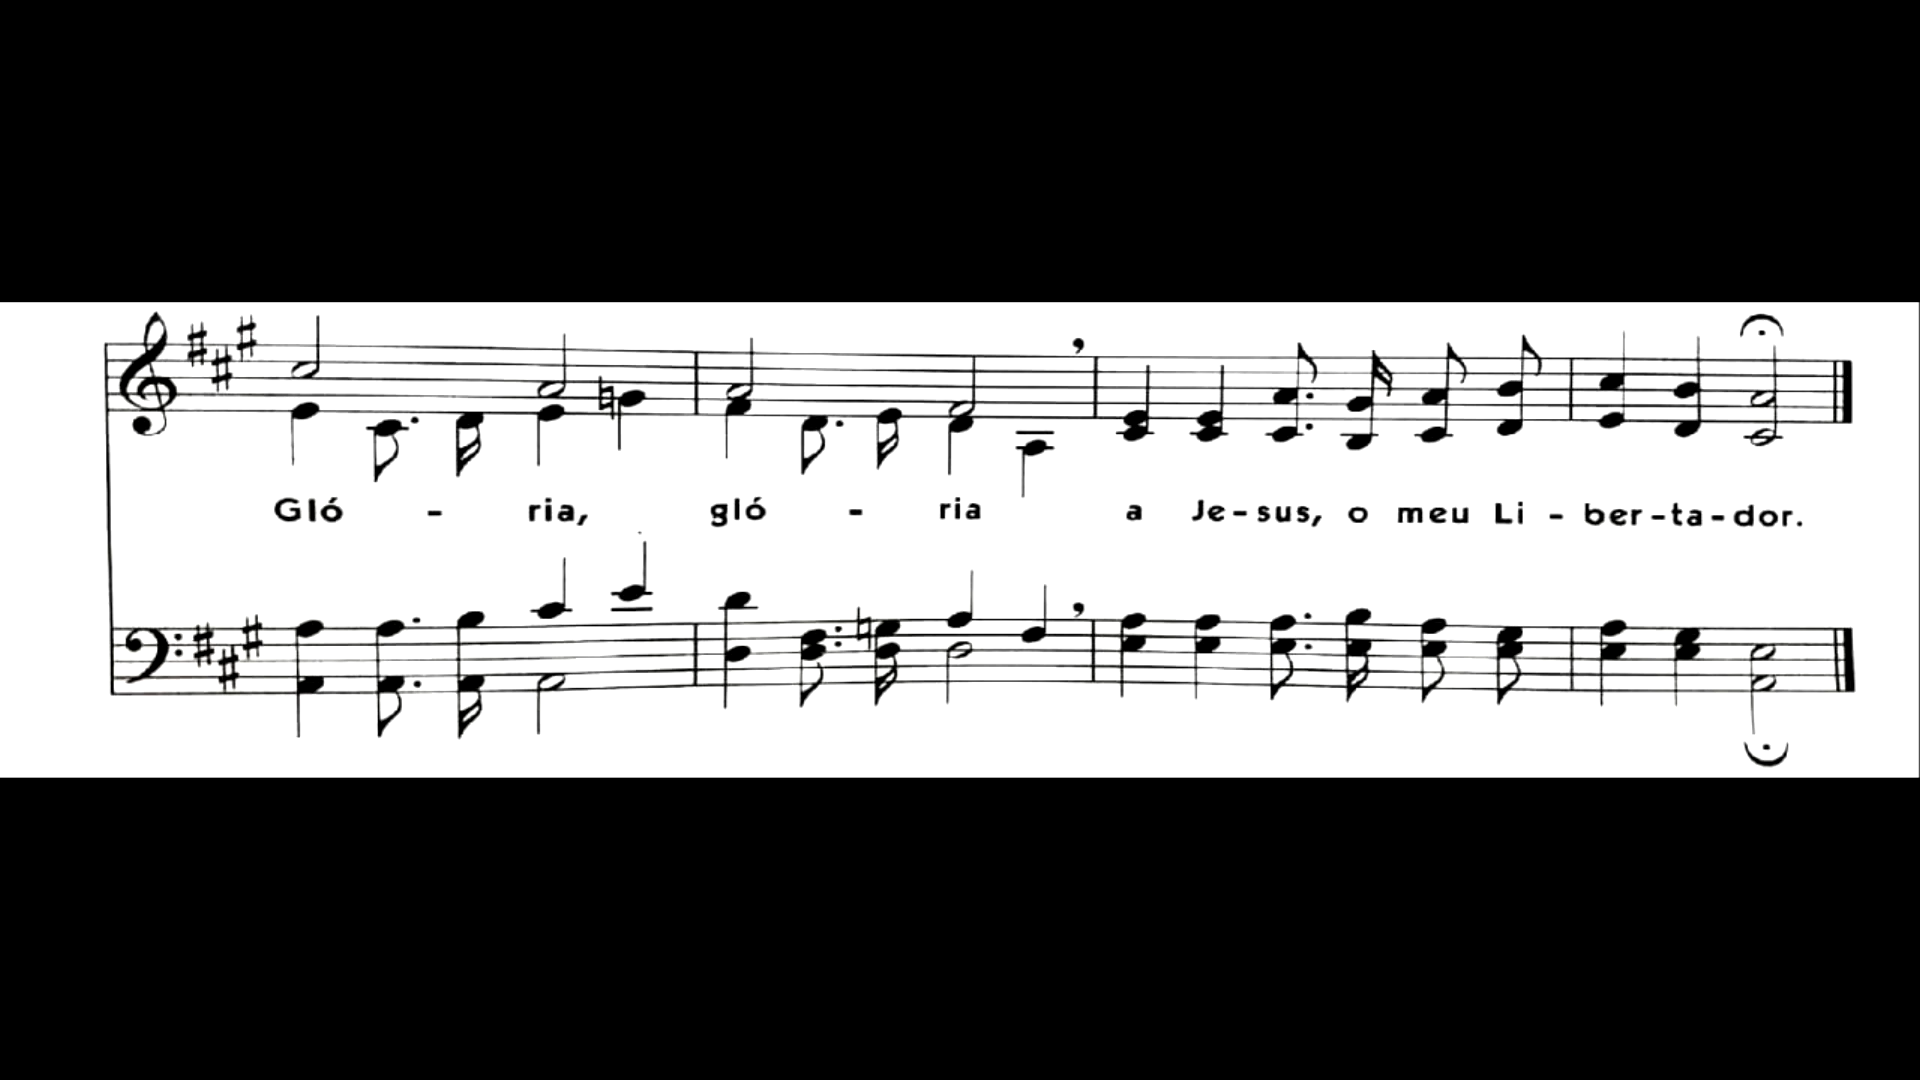 Gló - ria, gló - ria a Je-sus, o meu Li - ber-ta-dor.